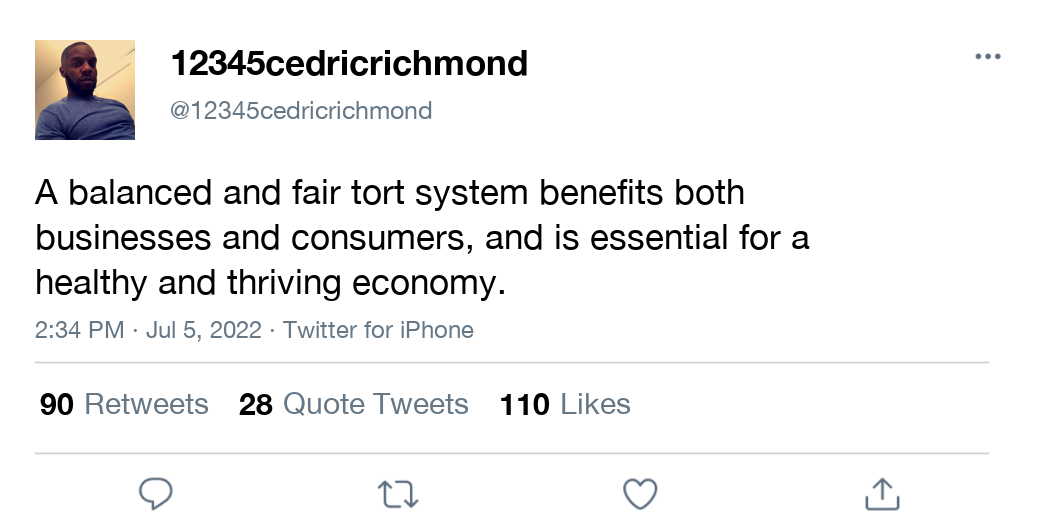 12345cedricrichmond
@12345cedricrichmond
A balanced and fair tort system benefits both
businesses and consumers, and is essential for a
healthy and thriving economy.
2:34 PM · Jul 5, 2022 · Twitter for iPhone
90 Retweets 28 Quote Tweets 110 Likes